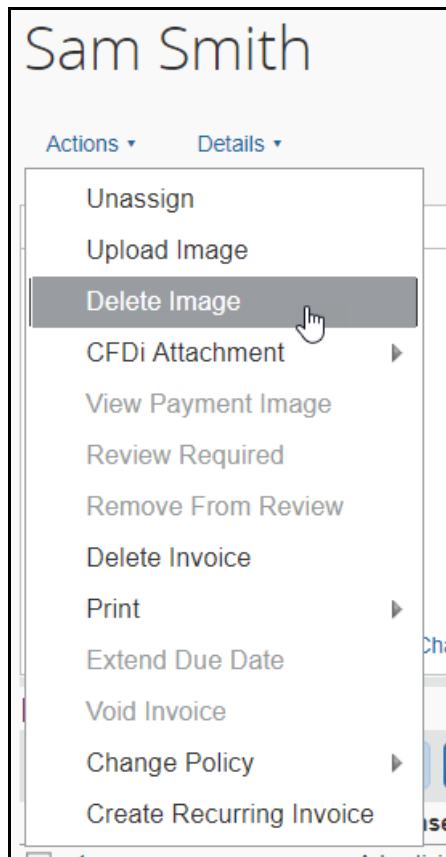 Sam Smith
Actions Details
Unassign
Upload Image
Delete Image
CFDi Attachment
View Payment Image
Review Required
Remove From Review
Delete Invoice
Print
Extend Due Date
Void Invoice
Change Policy
Create Recurring Invoice